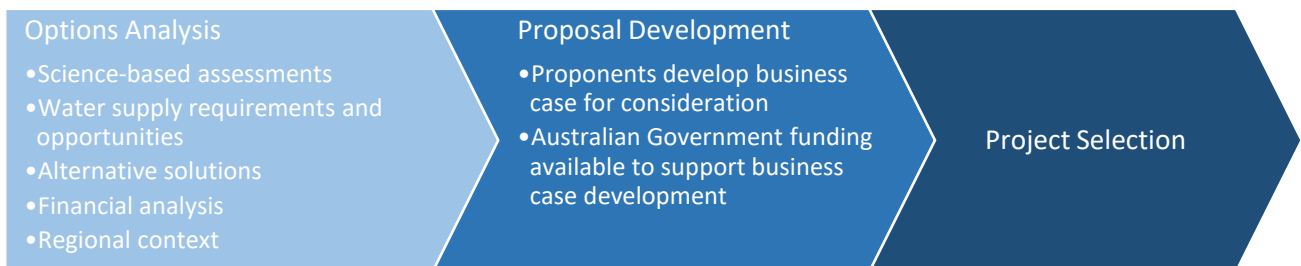 Options Analysis
•Science-based assessments
•Water supply requirements and
opportunities
•Alternative solutions
•Financial analysis
•Regional context
Proposal Development
•Proponents develop business
case for consideration
•Australian Government funding
available to support business
case development
Project Selection